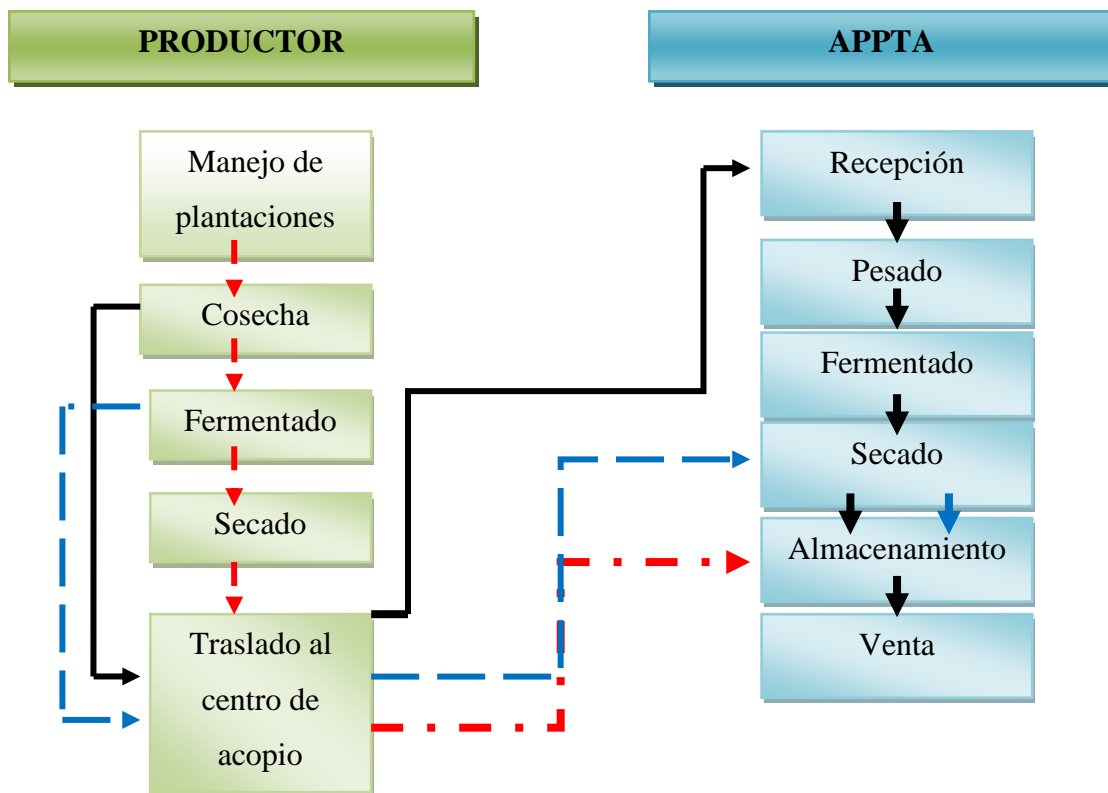 PRODUCTOR
APPTA
Manejo de
plantaciones
Cosecha
Fermentado
Secado
Traslado al
centro de
acopio
Recepción
Pesado
Fermentado
Secado
Almacenamiento
Venta